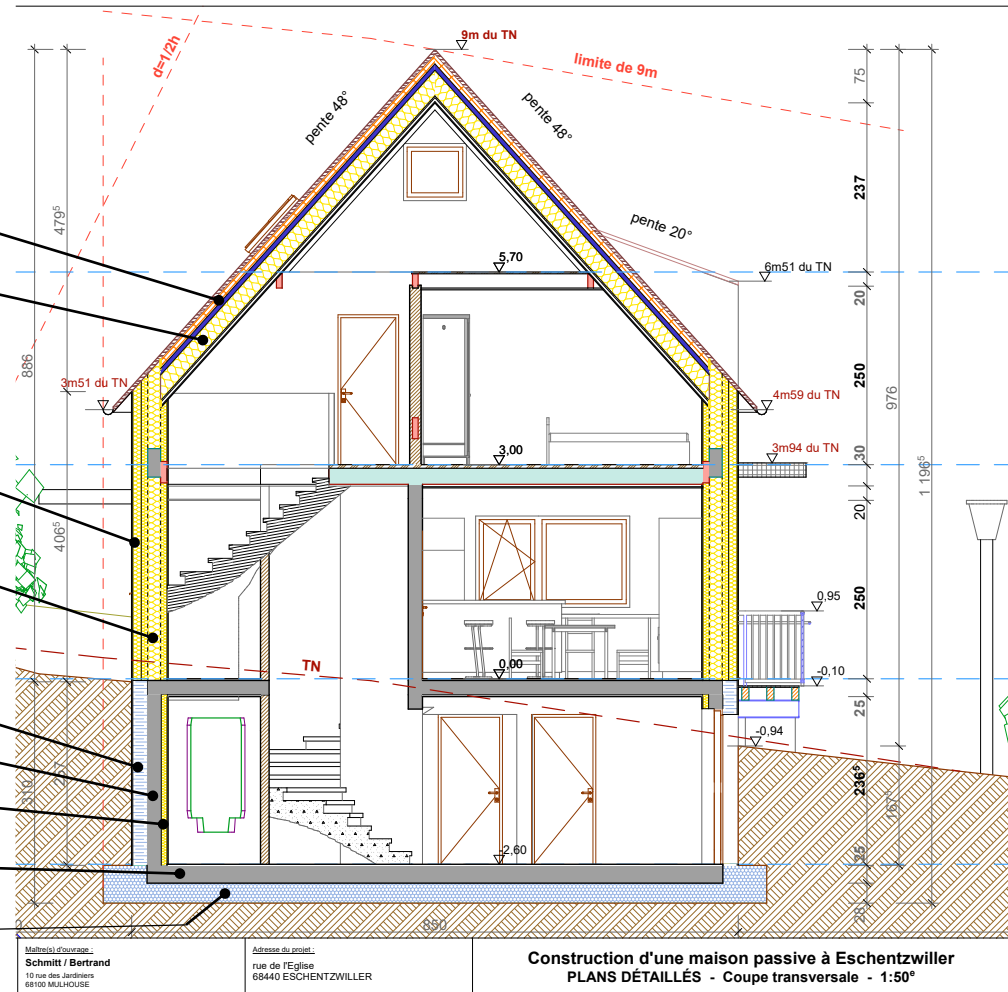 9m du TN
limite de 9m
d=1/2h
pente 48°
pente 48°
75
237
479⁵
pente 20°
5,70
6m51 du TN
20
886
250
3m51 du TN
4m59 du TN
976
3,00
3m94 du TN
30
1 196⁵
20
406⁵
250
0,95
TN
0,00
-0,10
25
-0,94
236⁵
167⁵
-2,60
25
28
850
Maître(s) d'ouvrage :
Schmitt / Bertrand
10 rue des Jardiniers
68100 MULHOUSE
Adresse du projet :
rue de l'Eglise
68440 ESCHENTZWILLER
Construction d'une maison passive à Eschentzwiller
PLANS DÉTAILLÉS - Coupe transversale - 1:50ᵉ